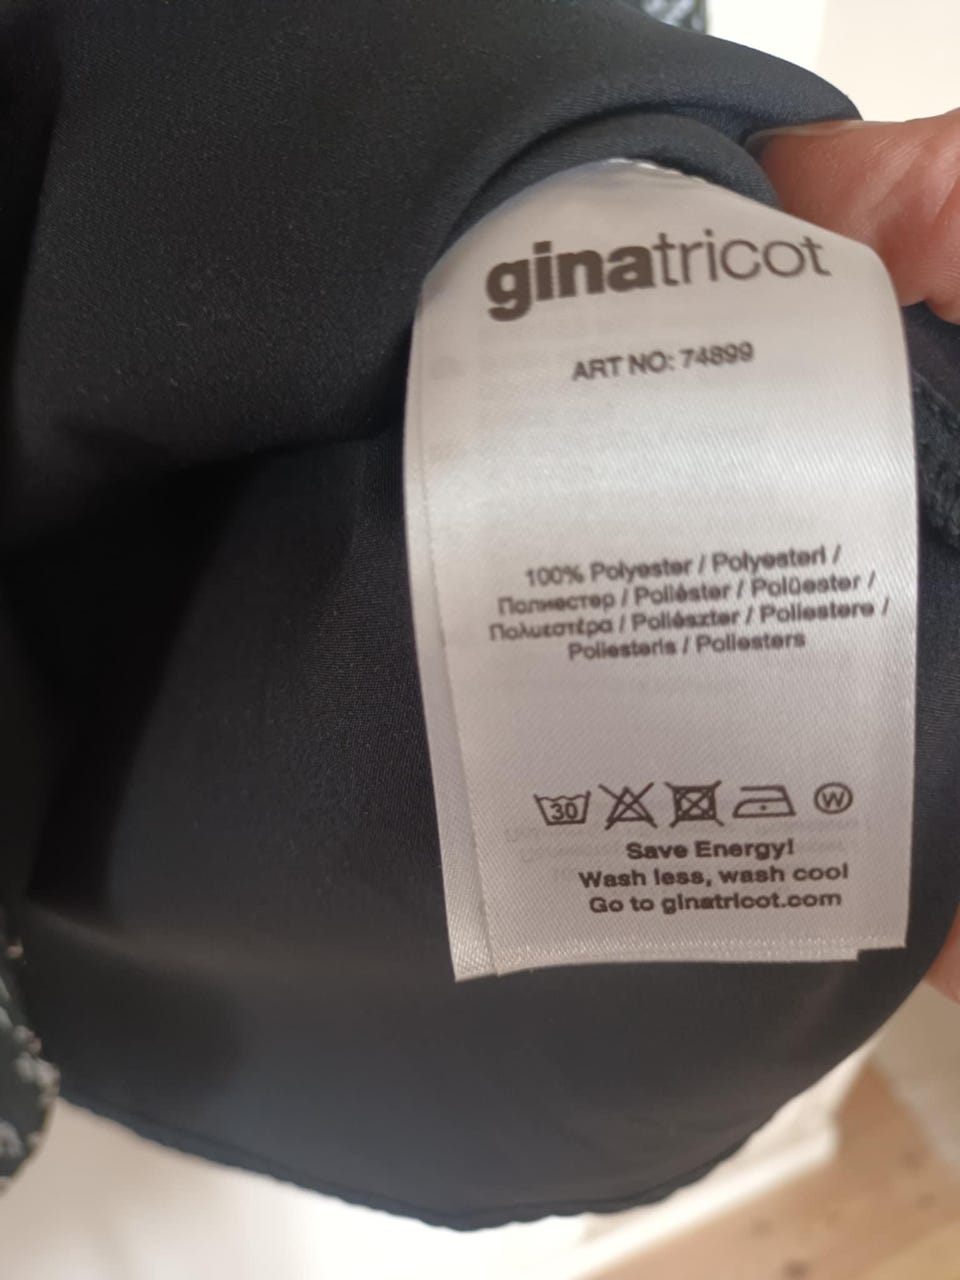 ginatricot
ART NO: 74899
100% Polyester / Polyesteri /
Полиестер / Poliéster / Polüester /
Πολυεστέρα / Poliészter / Poliestere /
Poliesteris / Poliesters
30
W
Save Energy!
Wash less, wash cool
Go to ginatricot.com